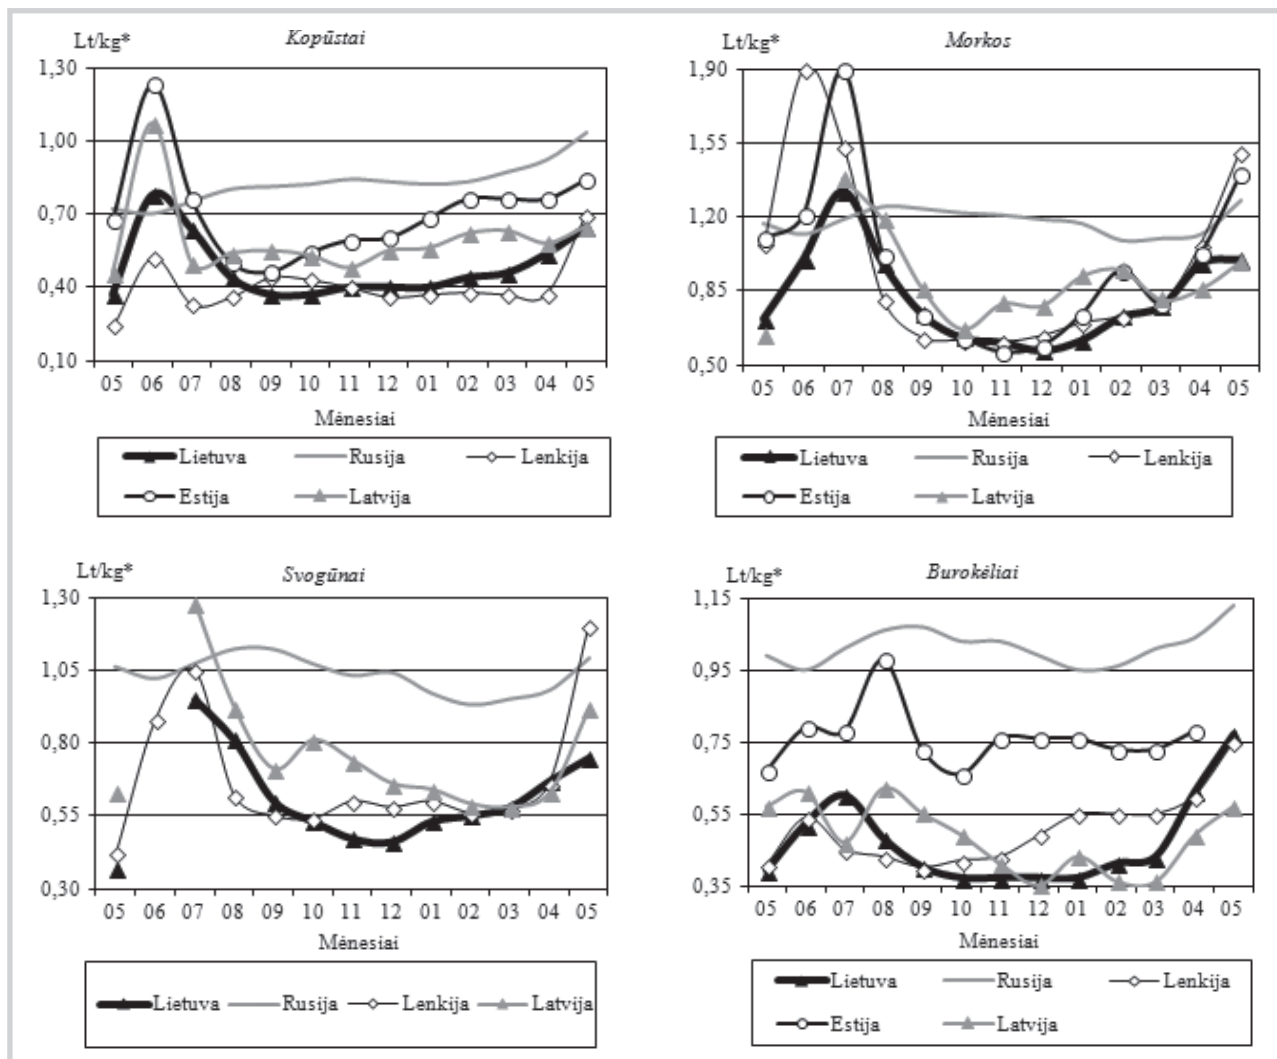 Kopūstai
Lt/kg*
1,30
1,00
0,70
0,40
0,10
05 06 07 08 09 10 11 12 01 02 03 04 05
Mėnesiai
Lietuva Rusija Lenkija
Estija Latvija
Morkos
Lt/kg*
1,90
1,55
1,20
0,85
0,50
05 06 07 08 09 10 11 12 01 02 03 04 05
Mėnesiai
Lietuva Rusija Lenkija
Estija Latvija
Svogūnai
Lt/kg*
1,30
1,05
0,80
0,55
0,30
05 06 07 08 09 10 11 12 01 02 03 04 05
Mėnesiai
Lietuva Rusija Lenkija Latvija
Burokėliai
Lt/kg*
1,15
0,95
0,75
0,55
0,35
05 06 07 08 09 10 11 12 01 02 03 04 05
Mėnesiai
Lietuva Rusija Lenkija
Estija Latvija